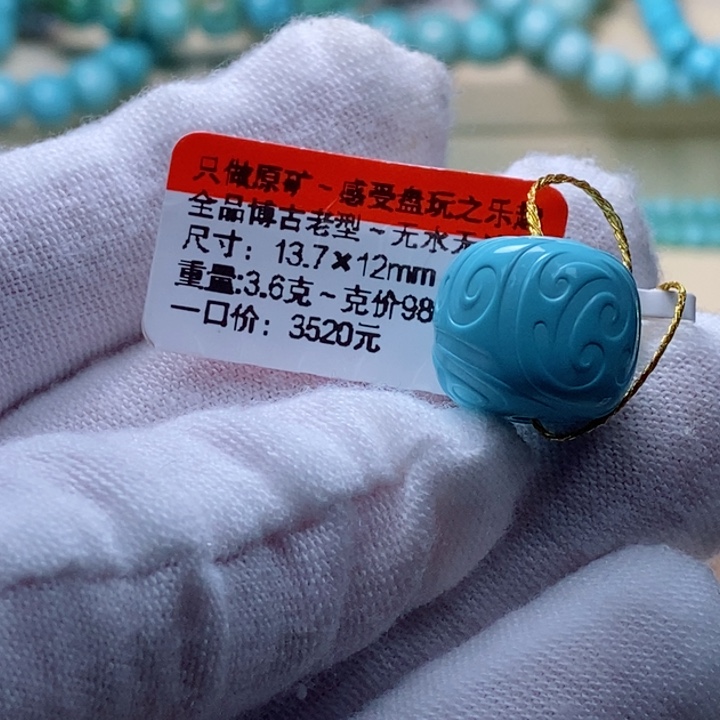 只做原矿~感受盘玩之乐趣
全品博古老型~无水无
尺寸：13.7×12mm
重量:3.6克~克价98
一口价：3520元